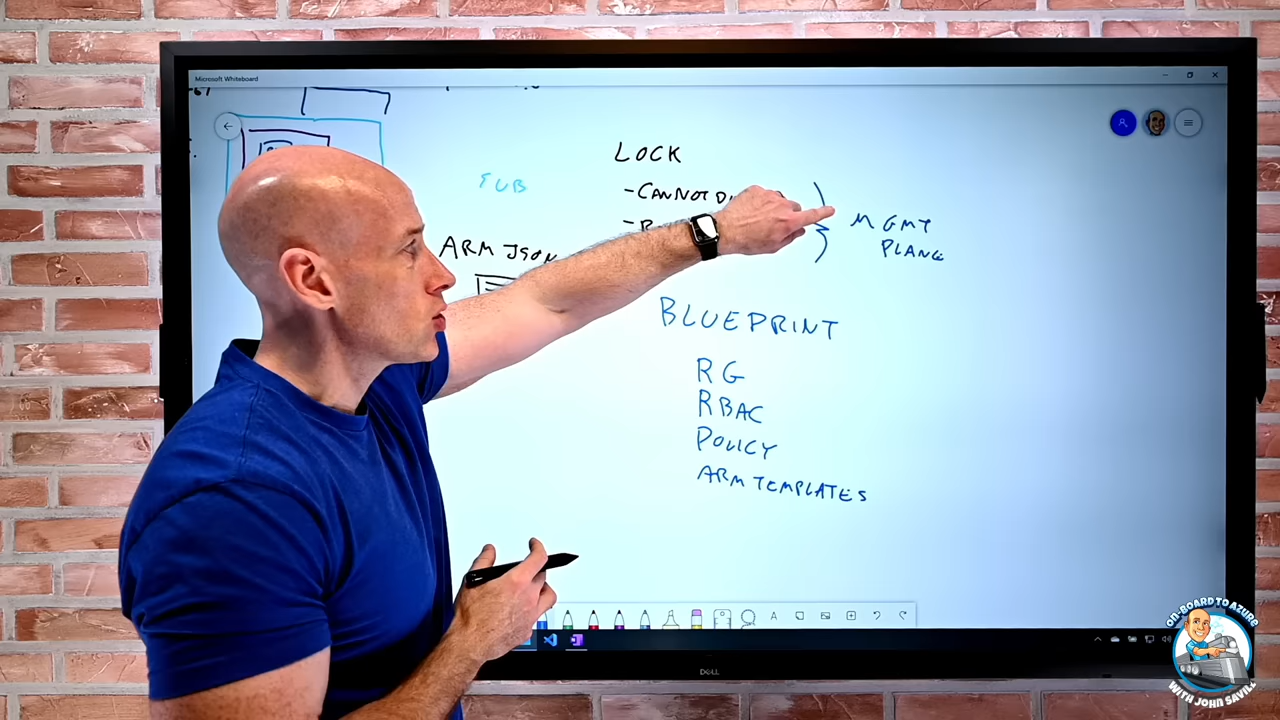 Microsoft Whiteboard
LOCK
SUB
-CANNOT D
-R
MGMT
PLANE
ARM JSON
BLUEPRINT
RG
RBAC
POLICY
ARM TEMPLATES
DELL
ON-BOARD TO AZURE
WITH JOHN SAVILL